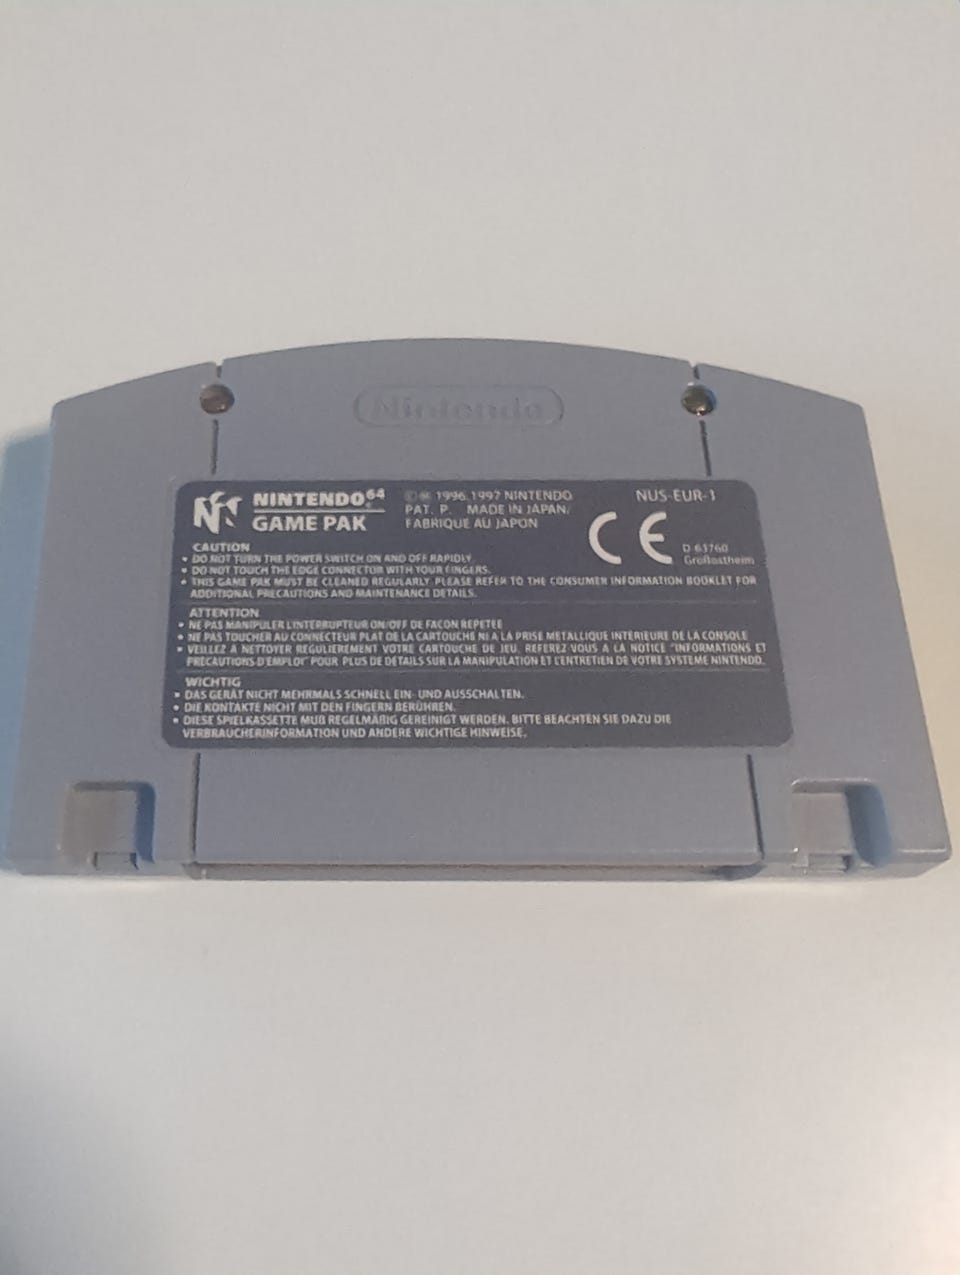 Nintendo
NINTENDO⁶⁴
GAME PAK
©® 1996, 1997 NINTENDO
PAT. P. MADE IN JAPAN/
FABRIQUE AU JAPON
NUS-EUR-1
CE
D-63760
Großostheim
CAUTION
• DO NOT TURN THE POWER SWITCH ON AND OFF RAPIDLY.
• DO NOT TOUCH THE EDGE CONNECTOR WITH YOUR FINGERS.
• THIS GAME PAK MUST BE CLEANED REGULARLY. PLEASE REFER TO THE CONSUMER INFORMATION BOOKLET FOR
ADDITIONAL PRECAUTIONS AND MAINTENANCE DETAILS.
ATTENTION
• NE PAS MANIPULER L'INTERRUPTEUR ON/OFF DE FACON REPETEE
• NE PAS TOUCHER AU CONNECTEUR PLAT DE LA CARTOUCHE NI A LA PRISE METALLIQUE INTERIEURE DE LA CONSOLE
• VEILLEZ A NETTOYER REGULIEREMENT VOTRE CARTOUCHE DE JEU. REFEREZ VOUS A LA NOTICE "INFORMATIONS ET
PRECAUTIONS D'EMPLOI" POUR PLUS DE DETAILS SUR LA MANIPULATION ET L'ENTRETIEN DE VOTRE SYSTEME NINTENDO.
WICHTIG
• DAS GERÄT NICHT MEHRMALS SCHNELL EIN- UND AUSSCHALTEN.
• DIE KONTAKTE NICHT MIT DEN FINGERN BERÜHREN.
• DIESE SPIELKASSETTE MUß REGELMÄßIG GEREINIGT WERDEN. BITTE BEACHTEN SIE DAZU DIE
VERBRAUCHERINFORMATION UND ANDERE WICHTIGE HINWEISE.